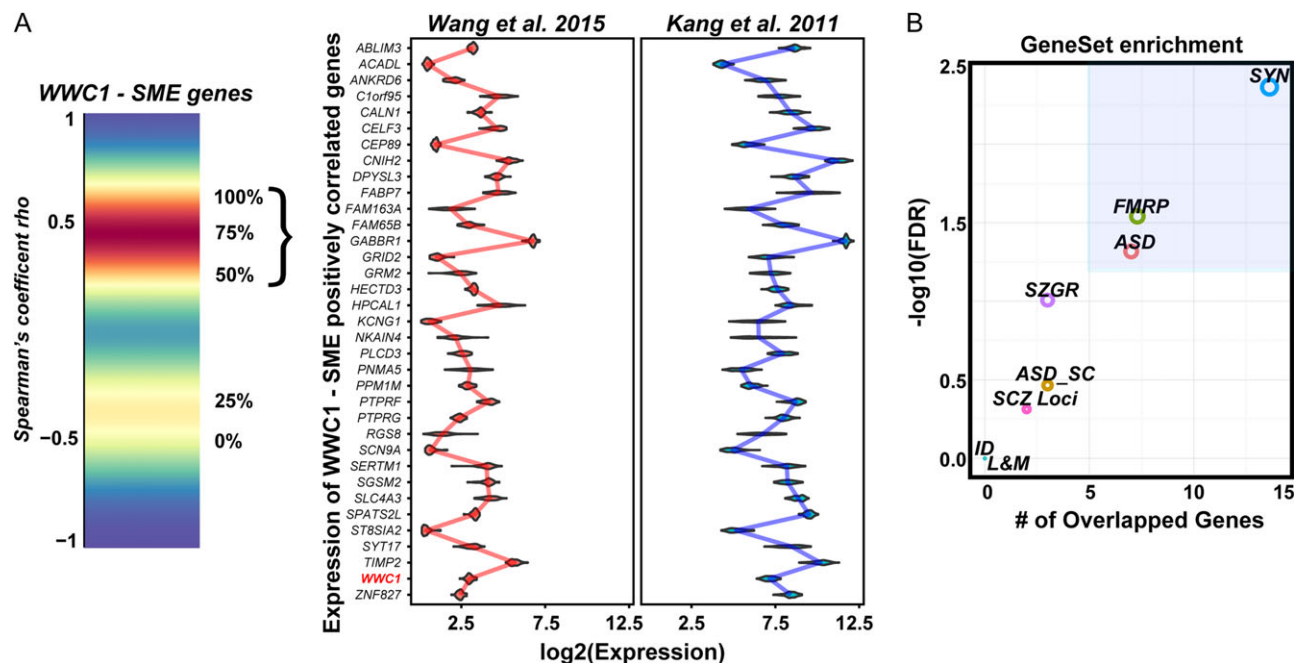 A
WWC1 - SME genes
Spearman's coefficent rho
1
0.5
−0.5
−1
100%
75%
50%
25%
0%
Expression of WWC1 - SME positively correlated genes
Wang et al. 2015
Kang et al. 2011
ABLIM3
ACADL
ANKRD6
C1orf95
CALN1
CELF3
CEP89
CNIH2
DPYSL3
FABP7
FAM163A
FAM65B
GABBR1
GRID2
GRM2
HECTD3
HPCAL1
KCNG1
NKAIN4
PLCD3
PNMA5
PPM1M
PTPRF
PTPRG
RGS8
SCN9A
SERTM1
SGSM2
SLC4A3
SPATS2L
ST8SIA2
SYT17
TIMP2
WWC1
ZNF827
2.5 7.5 12.5
2.5 7.5 12.5
log2(Expression)
B
GeneSet enrichment
-log10(FDR)
2.5
1.5
0.5
0.0
SYN
FMRP
ASD
SZGR
ASD_SC
SCZ Loci
ID
L&M
0 5 10 15
# of Overlapped Genes